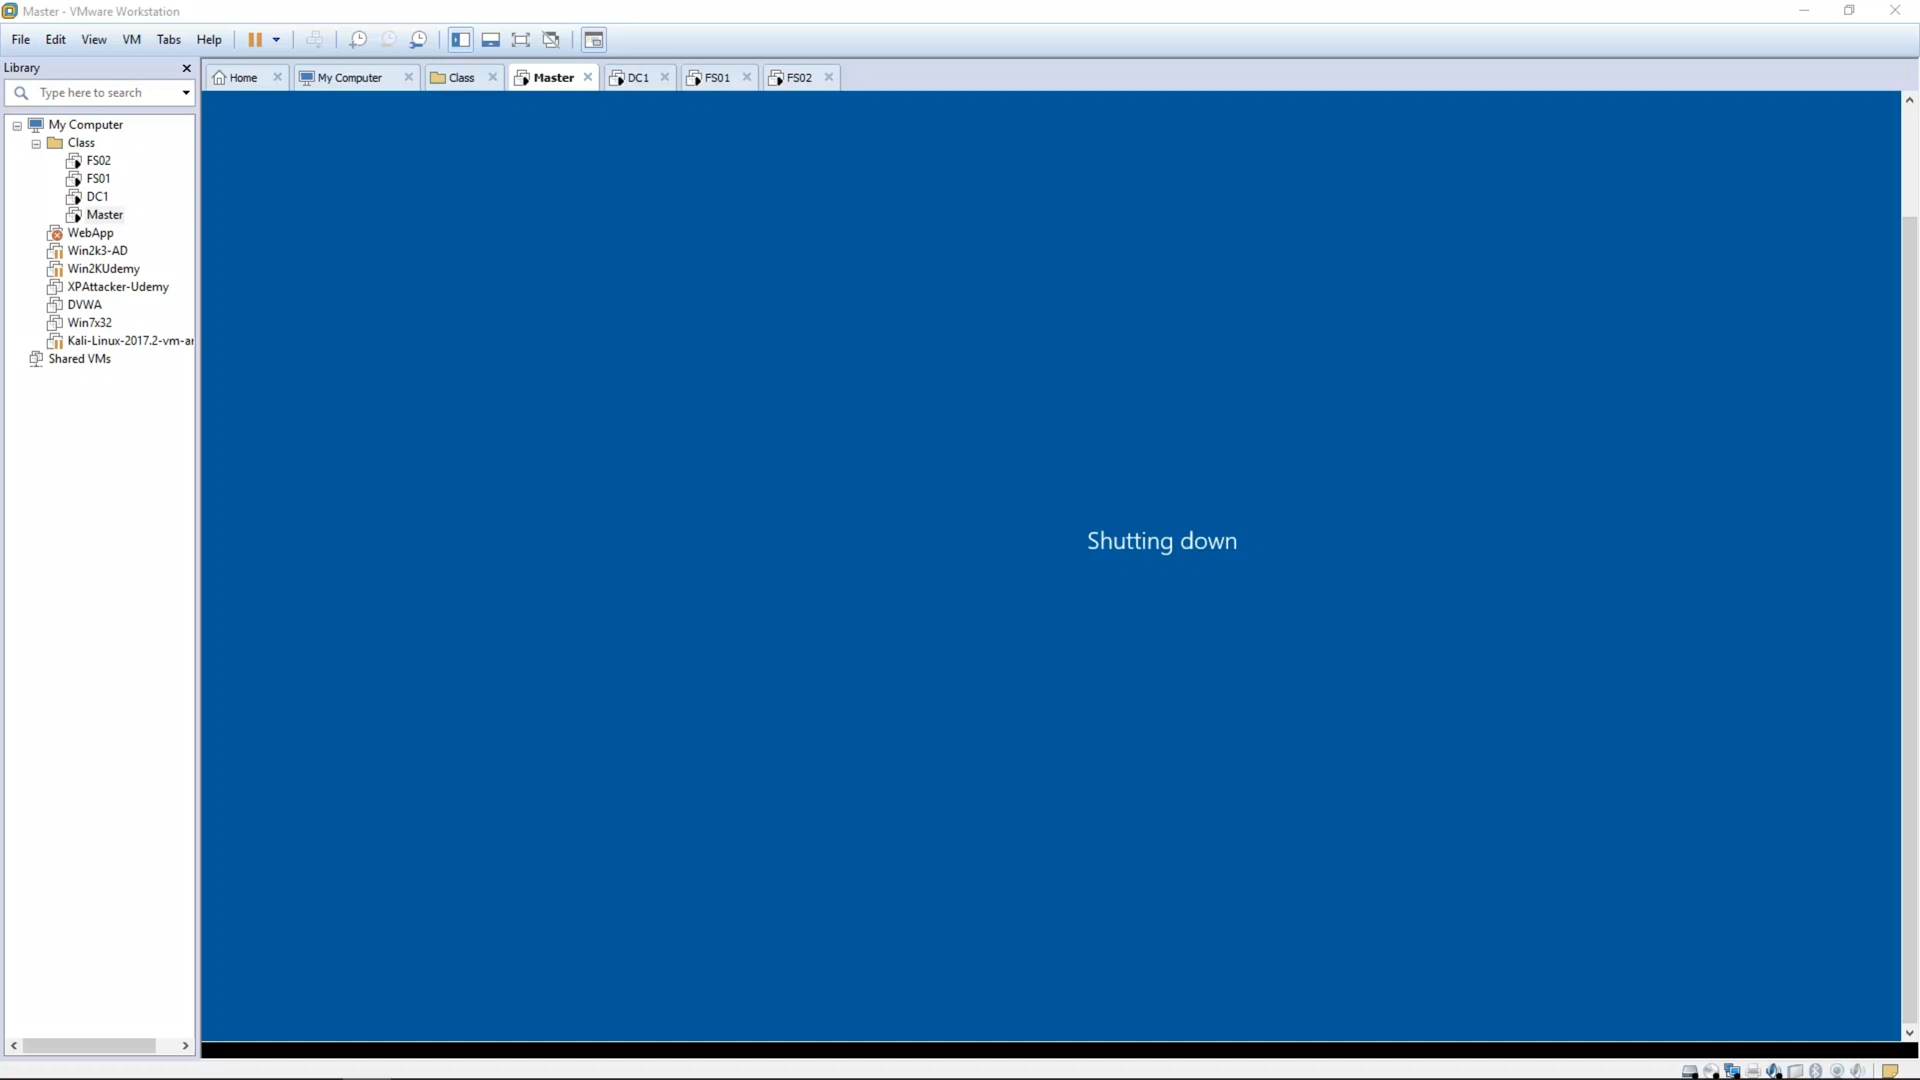 Master - VMware Workstation
File Edit View VM Tabs Help
Library
Type here to search
Home
My Computer
Class
Master
DC1
FS01
FS02
My Computer
Class
FS02
FS01
DC1
Master
WebApp
Win2k3-AD
Win2KUdemy
XPAttacker-Udemy
DVWA
Win7x32
Kali-Linux-2017.2-vm-ar
Shared VMs
Shutting down